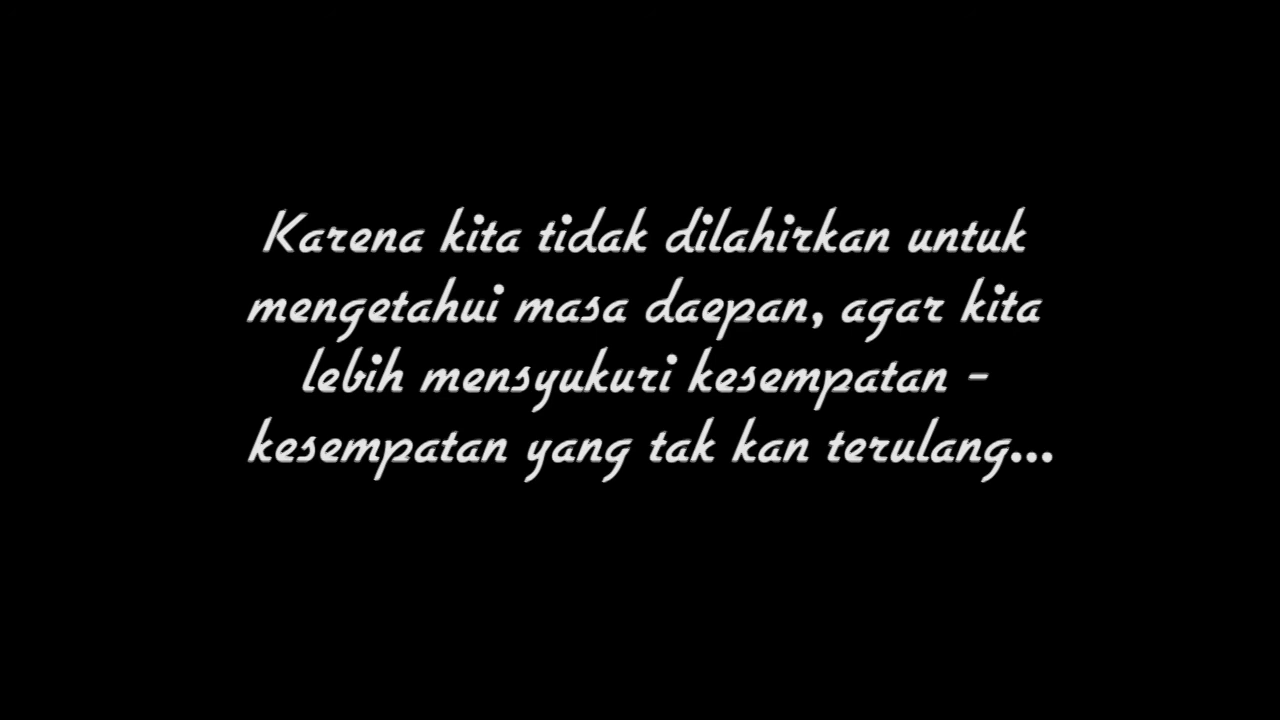 Karena kita tidak dilahirkan untuk
mengetahui masa daepan, agar kita
lebih mensyukuri kesempatan -
kesempatan yang tak kan terulang...